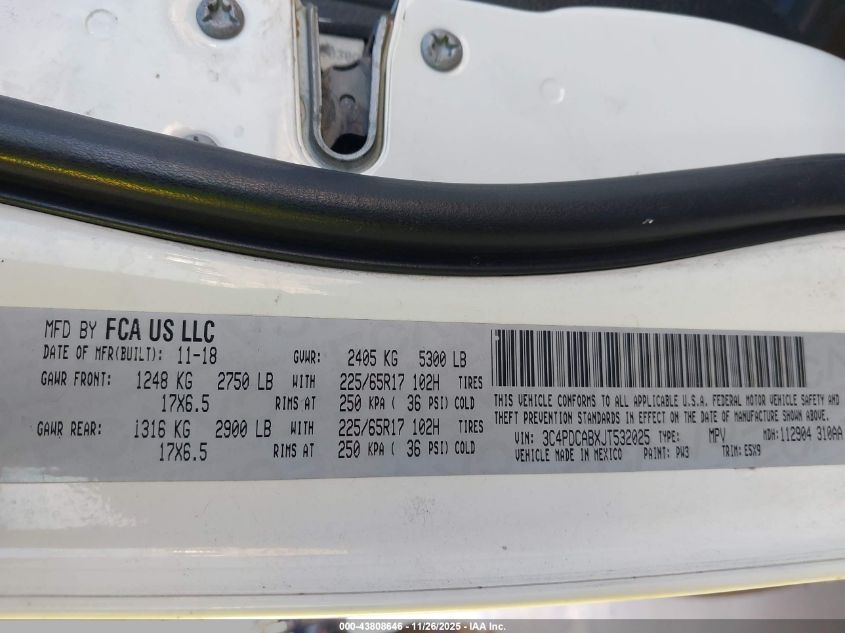 MFD BY FCA US LLC
DATE OF MFR(BUILT): 11-18 GVWR: 2405 KG 5300 LB
GAWR FRONT: 1248 KG 2750 LB WITH 225/65R17 102H TIRES
17X6.5 RIMS AT 250 KPA ( 36 PSI) COLD
GAWR REAR: 1316 KG 2900 LB WITH 225/65R17 102H TIRES
17X6.5 RIMS AT 250 KPA ( 36 PSI) COLD
THIS VEHICLE CONFORMS TO ALL APPLICABLE U.S.A. FEDERAL MOTOR VEHICLE SAFETY AND
THEFT PREVENTION STANDARDS IN EFFECT ON THE DATE OF MANUFACTURE SHOWN ABOVE.
VIN: 3C4PDCABXJT532025 TYPE: MPV MDH: 112904 310AA
VEHICLE MADE IN MEXICO PAINT: PW3 TRIM: E5X9
000-43808646 - 11/26/2025 - IAA Inc.